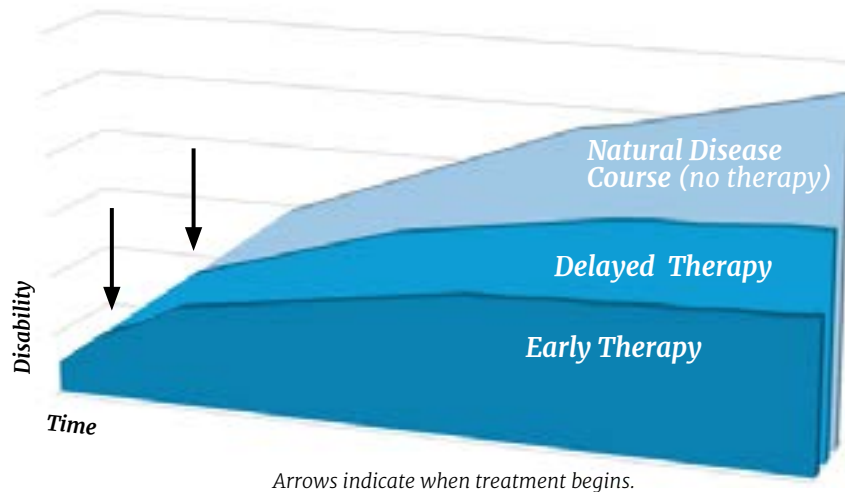 Natural Disease
Course (no therapy)
Delayed Therapy
Early Therapy
Disability
Time
Arrows indicate when treatment begins.